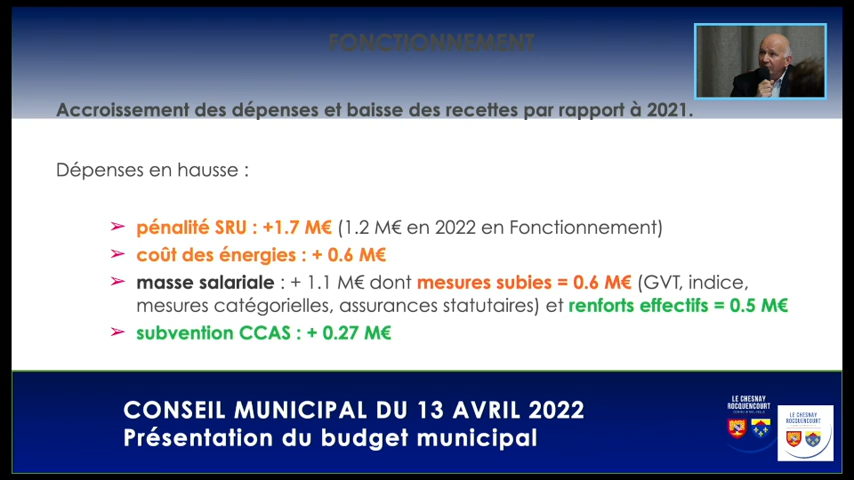 FONCTIONNEMENT
Accroissement des dépenses et baisse des recettes par rapport à 2021.
Dépenses en hausse :
➢ pénalité SRU : +1.7 M€ (1.2 M€ en 2022 en Fonctionnement)
➢ coût des énergies : + 0.6 M€
➢ masse salariale : + 1.1 M€ dont mesures subies = 0.6 M€ (GVT, indice,
mesures catégorielles, assurances statutaires) et renforts effectifs = 0.5 M€
➢ subvention CCAS : + 0.27 M€
CONSEIL MUNICIPAL DU 13 AVRIL 2022
Présentation du budget municipal
LE CHESNAY
ROCQUENCOURT
LE CHESNAY
ROCQUENCOURT